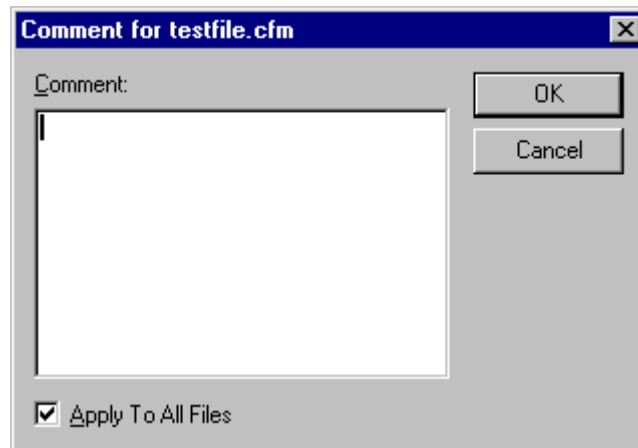 Comment for testfile.cfm
Comment:
OK
Cancel
Apply To All Files